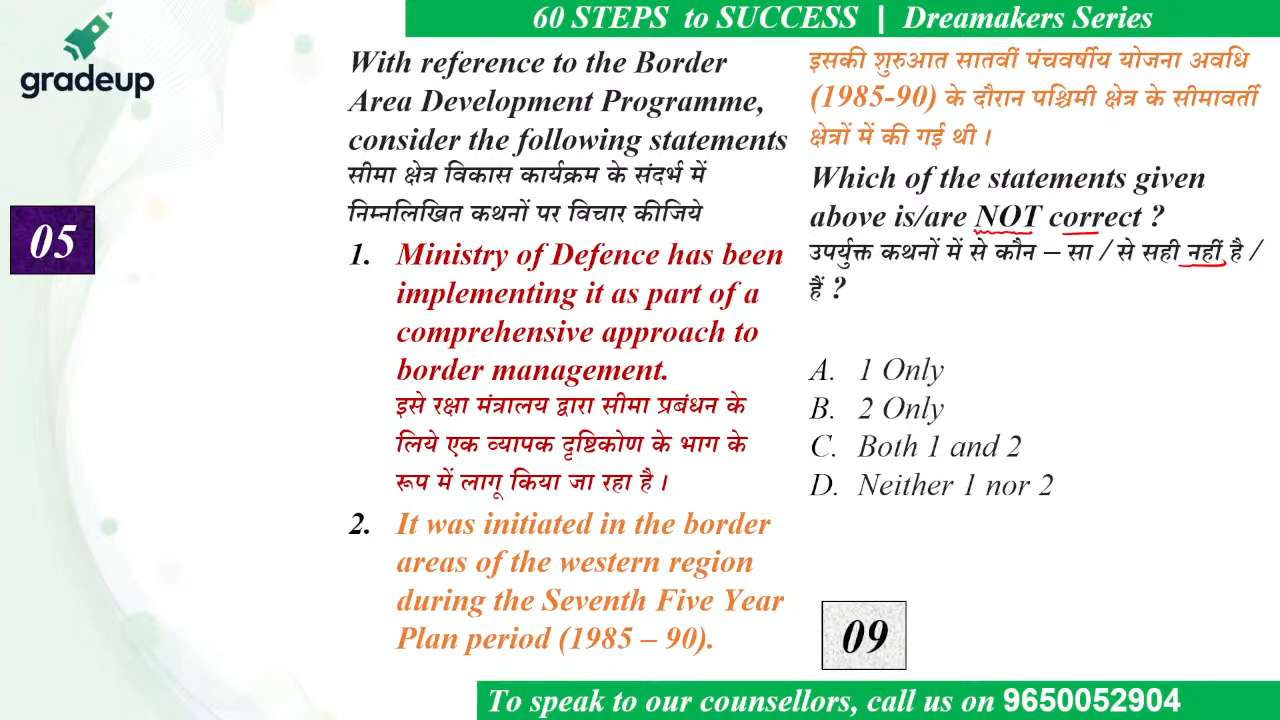 60 STEPS to SUCCESS | Dreamakers Series
gradeup
05
With reference to the Border
Area Development Programme,
consider the following statements
सीमा क्षेत्र विकास कार्यक्रम के संदर्भ में
निम्नलिखित कथनों पर विचार कीजिये
1. Ministry of Defence has been
implementing it as part of a
comprehensive approach to
border management.
इसे रक्षा मंत्रालय द्वारा सीमा प्रबंधन के
लिये एक व्यापक दृष्टिकोण के भाग के
रूप में लागू किया जा रहा है ।
2. It was initiated in the border
areas of the western region
during the Seventh Five Year
Plan period (1985 – 90).
इसकी शुरुआत सातवीं पंचवर्षीय योजना अवधि
(1985-90) के दौरान पश्चिमी क्षेत्र के सीमावर्ती
क्षेत्रों में की गई थी ।
Which of the statements given
above is/are NOT correct ?
उपर्युक्त कथनों में से कौन – सा / से सही नहीं है /
हैं ?
A. 1 Only
B. 2 Only
C. Both 1 and 2
D. Neither 1 nor 2
09
To speak to our counsellors, call us on 9650052904